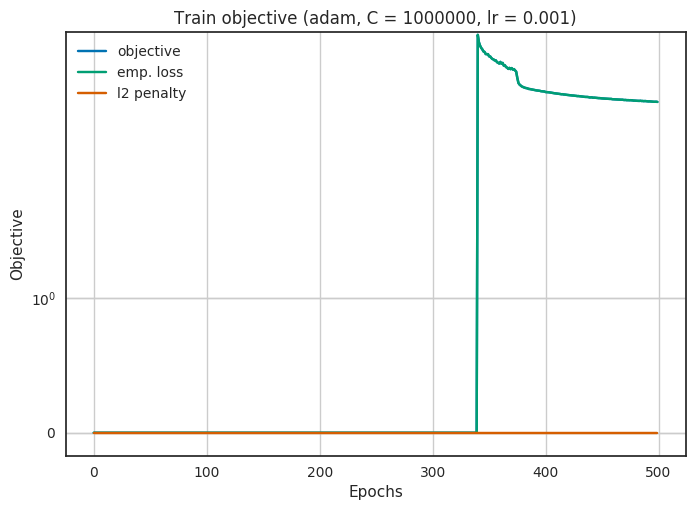 Train objective (adam, C = 1000000, lr = 0.001)
objective
emp. loss
l2 penalty
Objective
10⁰
0
0 100 200 300 400 500
Epochs